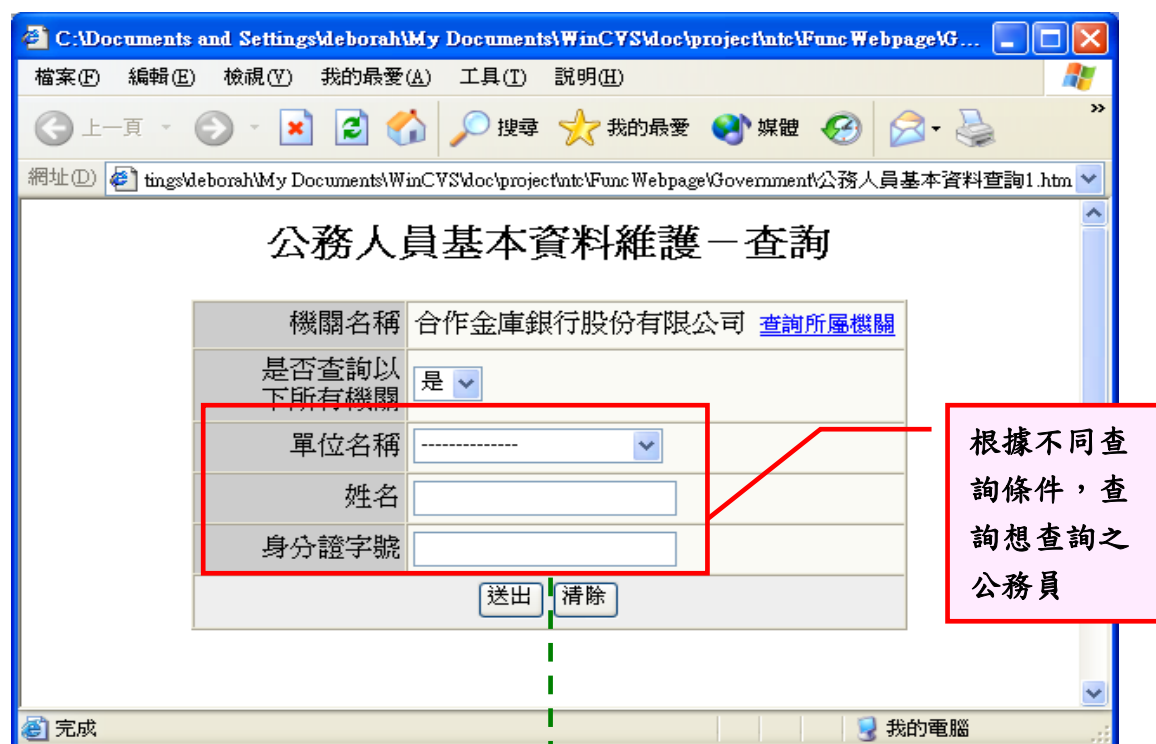 C:\Documents and Settings\deborah\My Documents\WinCVS\doc\project\ntc\Func Webpage\G...
檔案(F) 編輯(E) 檢視(V) 我的最愛(A) 工具(T) 說明(H)
上一頁 搜尋 我的最愛 媒體 »
網址(D) tings\deborah\My Documents\WinCVS\doc\project\ntc\Func Webpage\Government\公務人員基本資料查詢1.htm
公務人員基本資料維護－查詢
機關名稱 合作金庫銀行股份有限公司 查詢所屬機關
是否查詢以
下所有機關
是
單位名稱 --------------
姓名
身分證字號
送出 清除
根據不同查
詢條件，查
詢想查詢之
公務員
完成 我的電腦